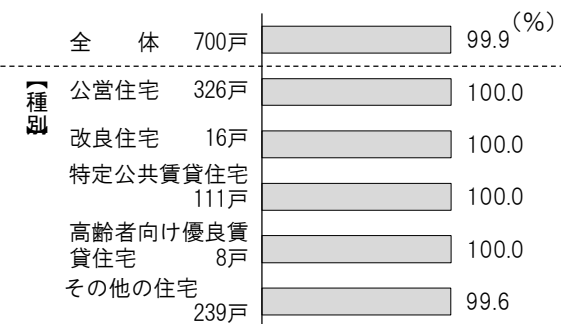 (%)
全　体 700戸 99.9
【種別】
公営住宅 326戸 100.0
改良住宅 16戸 100.0
特定公共賃貸住宅
111戸 100.0
高齢者向け優良賃
貸住宅 8戸 100.0
その他の住宅
239戸 99.6